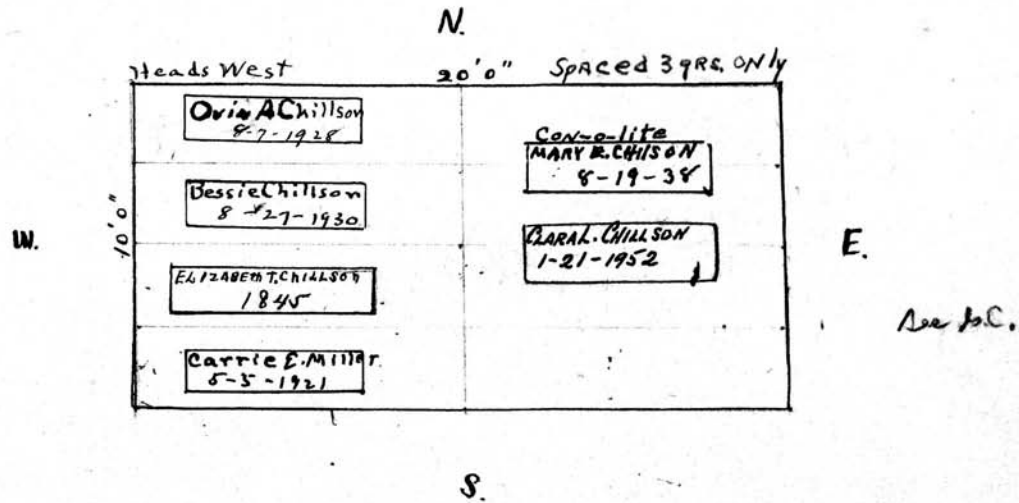 N.
Heads West 20'0" Spaced 3 grs. only
Orin A Chillson
8-7-1928
Con-o-lite
MARY E. CHILSON
8-19-38
Bessie Chillson
8-27-1930
W.
10'0"
CLARA L. CHILLSON
1-21-1952
E.
ELIZABETH T. CHILLSON
1845
See
Carrie E. Miller
5-5-1921
S.